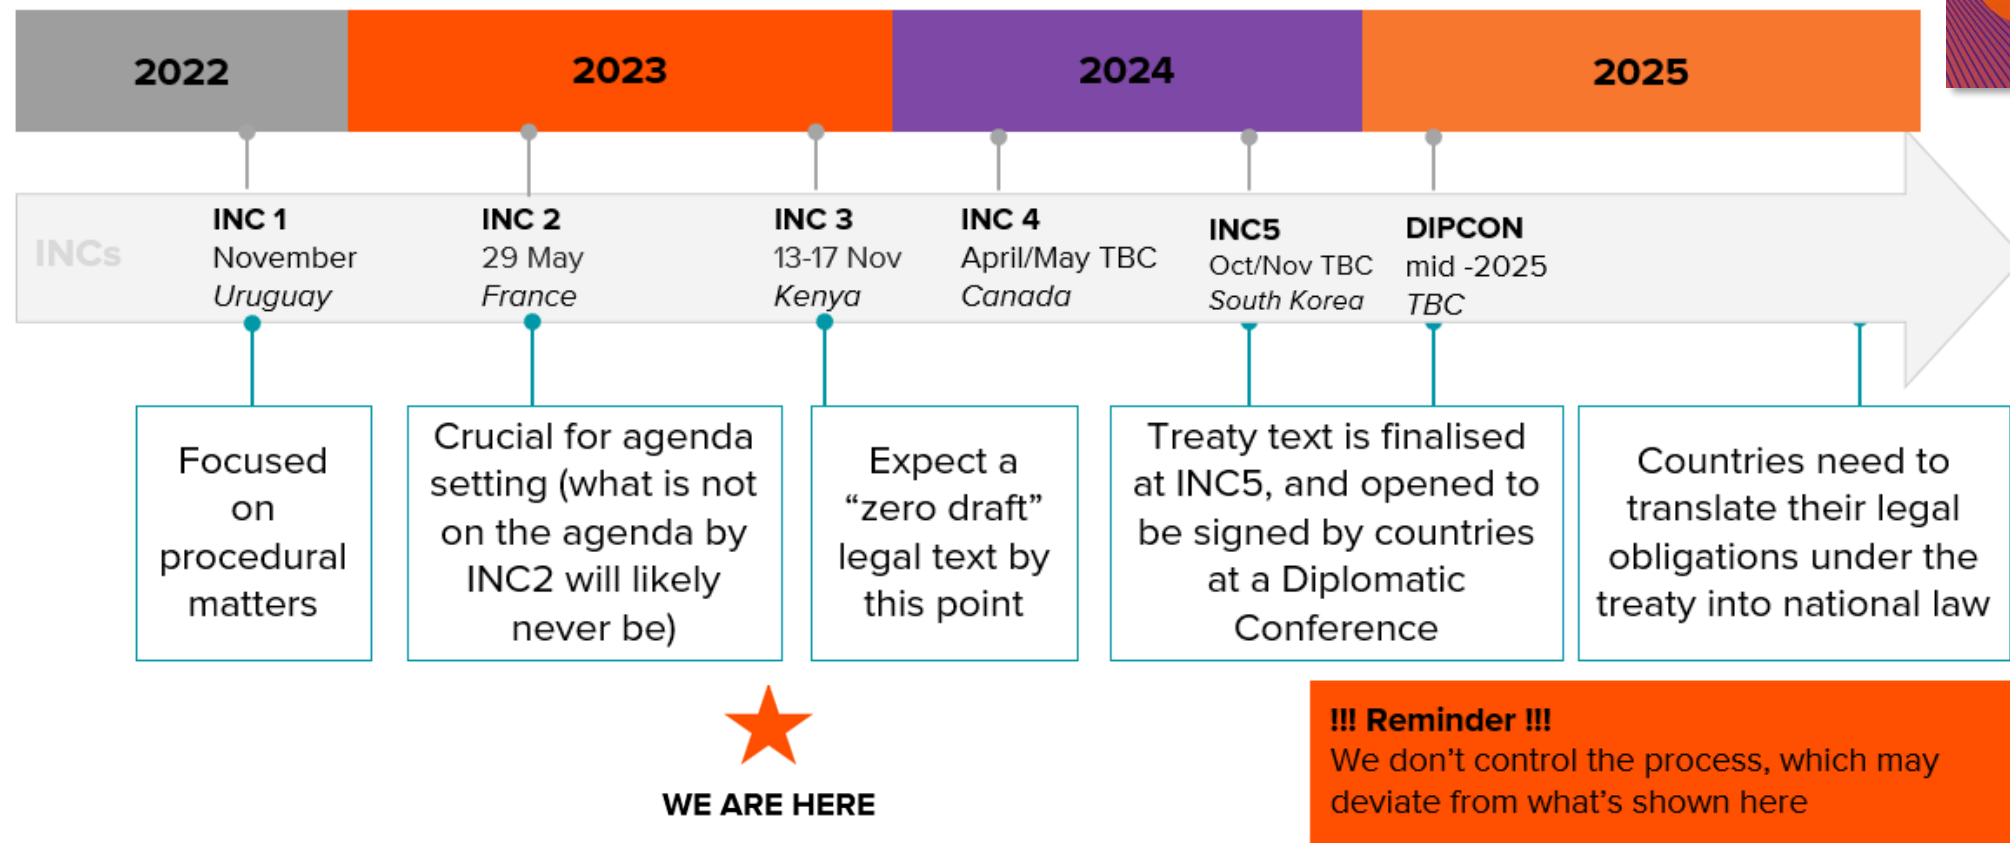 2022
2023
2024
2025
INCs
INC 1
November
Uruguay
INC 2
29 May
France
INC 3
13-17 Nov
Kenya
INC 4
April/May TBC
Canada
INC5
Oct/Nov TBC
South Korea
DIPCON
mid -2025
TBC
Focused
on
procedural
matters
Crucial for agenda
setting (what is not
on the agenda by
INC2 will likely
never be)
Expect a
“zero draft”
legal text by
this point
Treaty text is finalised
at INC5, and opened to
be signed by countries
at a Diplomatic
Conference
Countries need to
translate their legal
obligations under the
treaty into national law
WE ARE HERE
!!! Reminder !!!
We don’t control the process, which may
deviate from what’s shown here